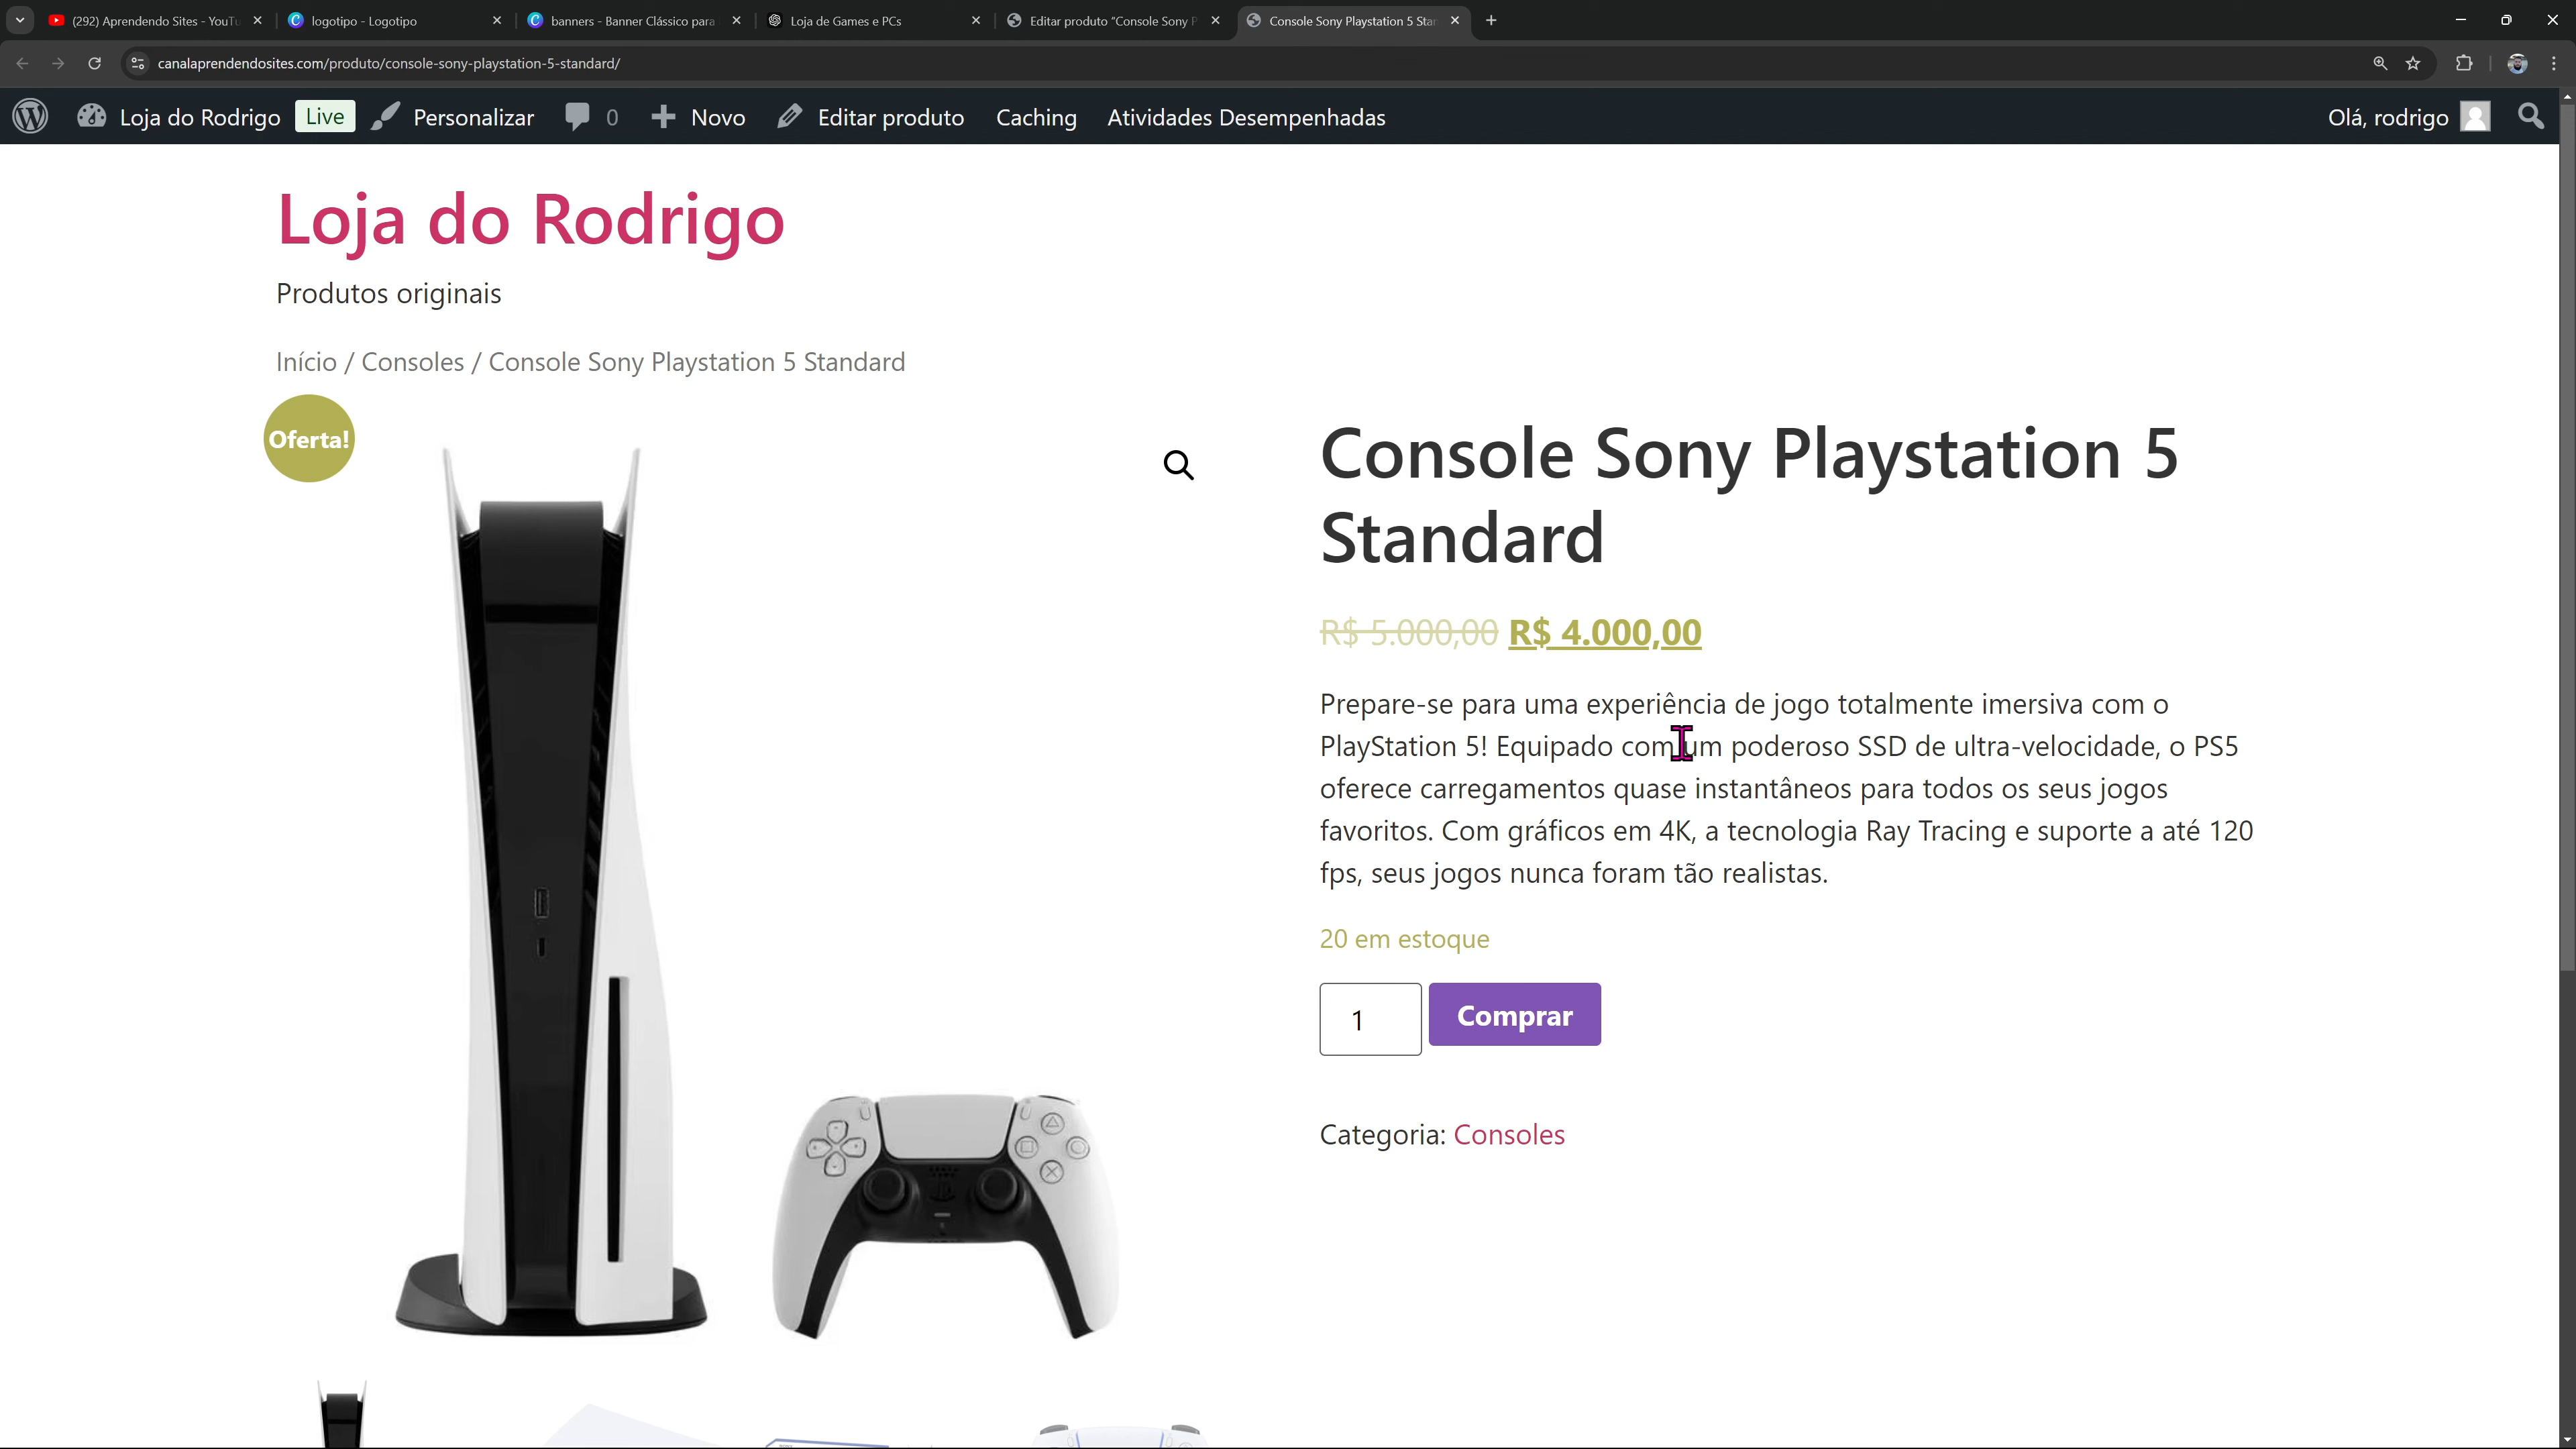 (292) Aprendendo Sites - YouTu
logotipo - Logotipo
banners - Banner Clássico para
Loja de Games e PCs
Editar produto “Console Sony P
Console Sony Playstation 5 Star
canalaprendendosites.com/produto/console-sony-playstation-5-standard/
Loja do Rodrigo Live Personalizar 0 Novo Editar produto Caching Atividades Desempenhadas Olá, rodrigo
Loja do Rodrigo
Produtos originais
Início / Consoles / Console Sony Playstation 5 Standard
Oferta!
Console Sony Playstation 5
Standard
R$ 5.000,00 R$ 4.000,00
Prepare-se para uma experiência de jogo totalmente imersiva com o
PlayStation 5! Equipado com um poderoso SSD de ultra-velocidade, o PS5
oferece carregamentos quase instantâneos para todos os seus jogos
favoritos. Com gráficos em 4K, a tecnologia Ray Tracing e suporte a até 120
fps, seus jogos nunca foram tão realistas.
20 em estoque
1 Comprar
Categoria: Consoles